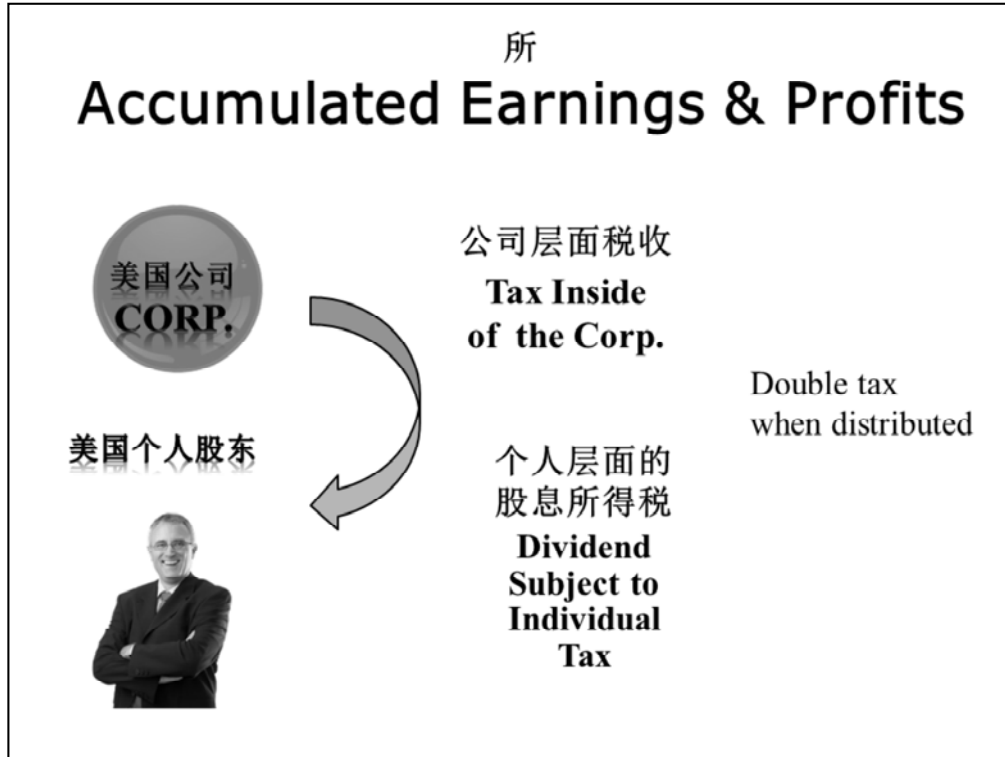 所
Accumulated Earnings & Profits
美国公司
CORP.
美国个人股东
公司层面税收
Tax Inside
of the Corp.
个人层面的
股息所得税
Dividend
Subject to
Individual
Tax
Double tax
when distributed